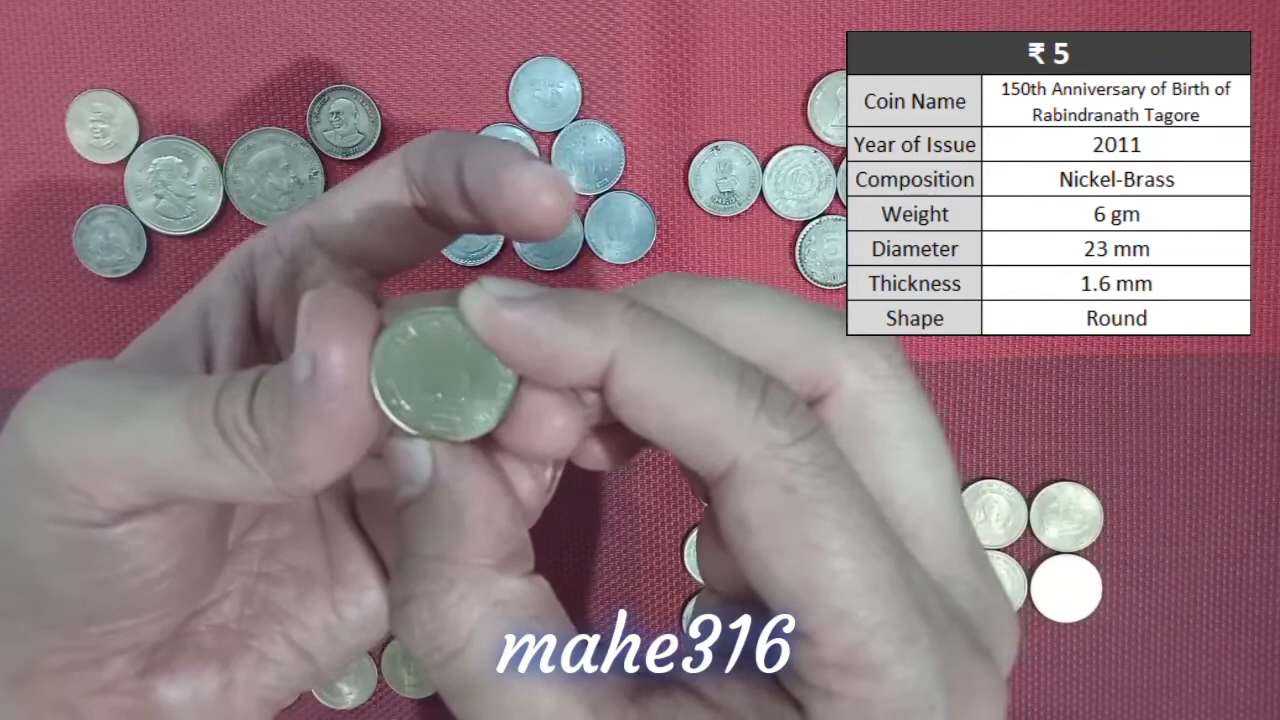 ₹ 5
Coin Name
150th Anniversary of Birth of
Rabindranath Tagore
Year of Issue
2011
Composition
Nickel-Brass
Weight
6 gm
Diameter
23 mm
Thickness
1.6 mm
Shape
Round
mahe316